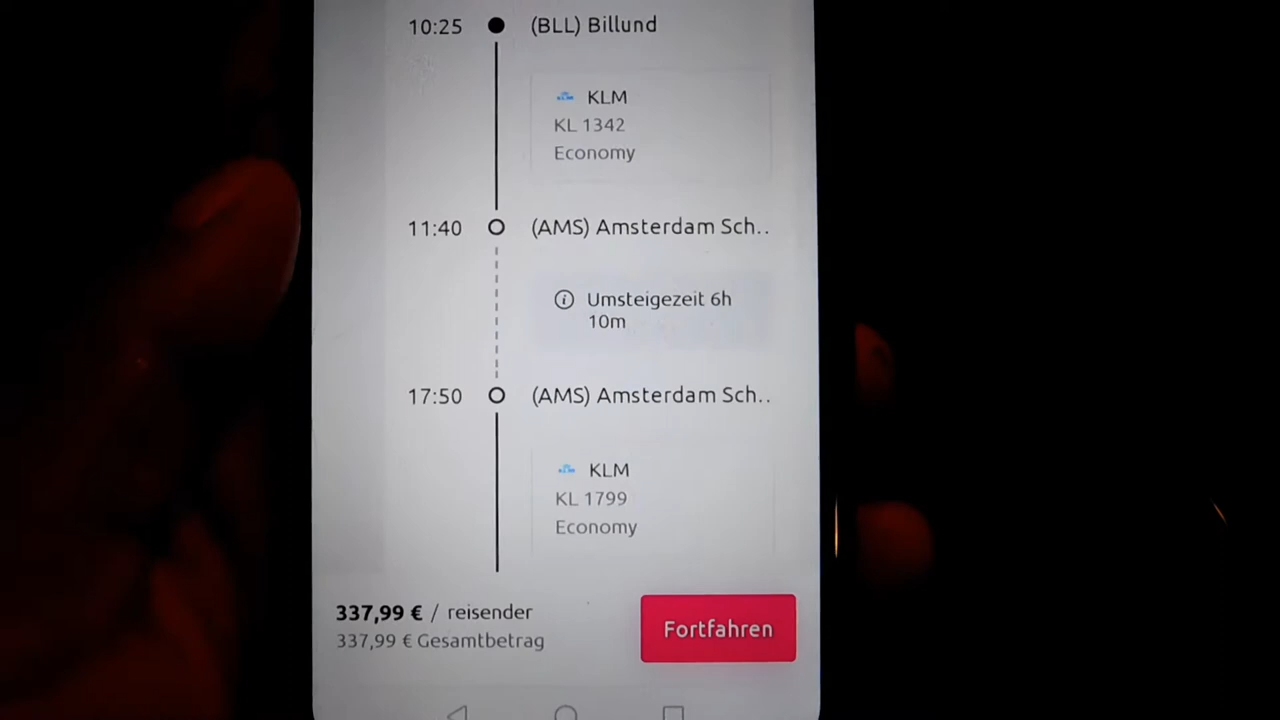 10:25 (BLL) Billund
KLM
KL 1342
Economy
11:40 (AMS) Amsterdam Sch..
Umsteigezeit 6h
10m
17:50 (AMS) Amsterdam Sch..
KLM
KL 1799
Economy
337,99 € / reisender
337,99 € Gesamtbetrag
Fortfahren